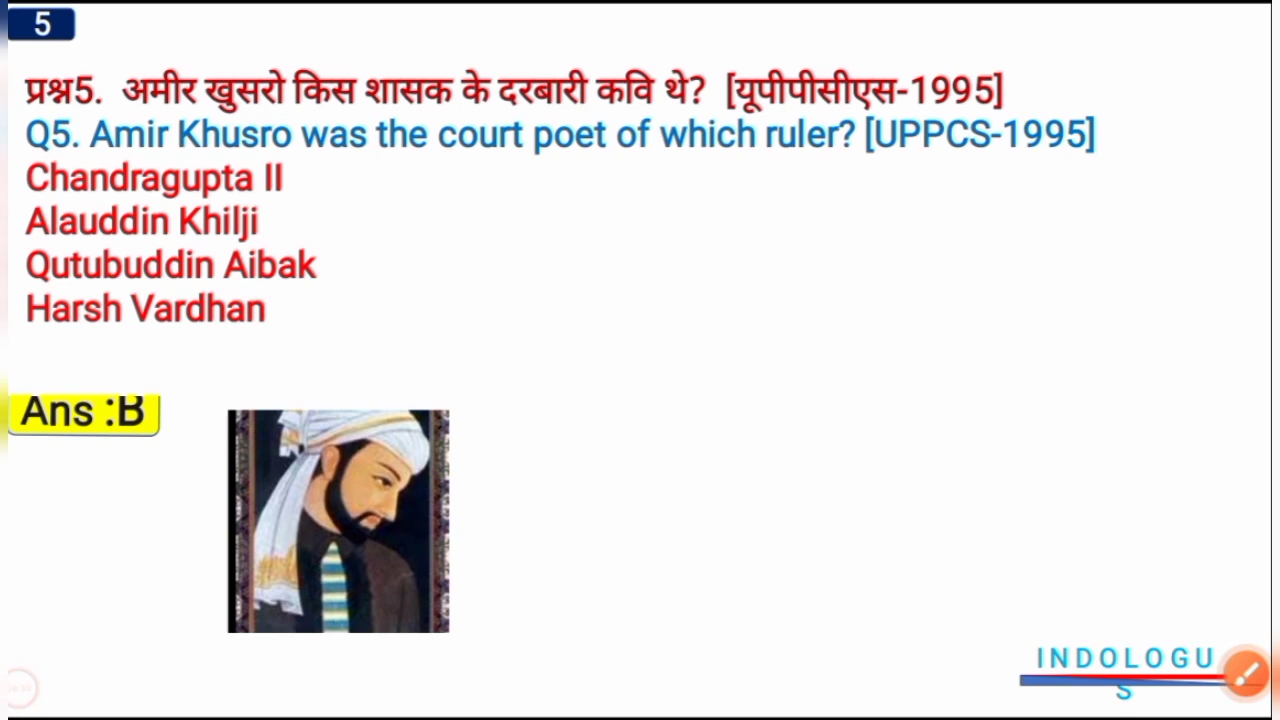 5
प्रश्न5. अमीर खुसरो किस शासक के दरबारी कवि थे? [यूपीपीसीएस-1995]
Q5. Amir Khusro was the court poet of which ruler? [UPPCS-1995]
Chandragupta II
Alauddin Khilji
Qutubuddin Aibak
Harsh Vardhan
Ans :B
INDOLOGU
S